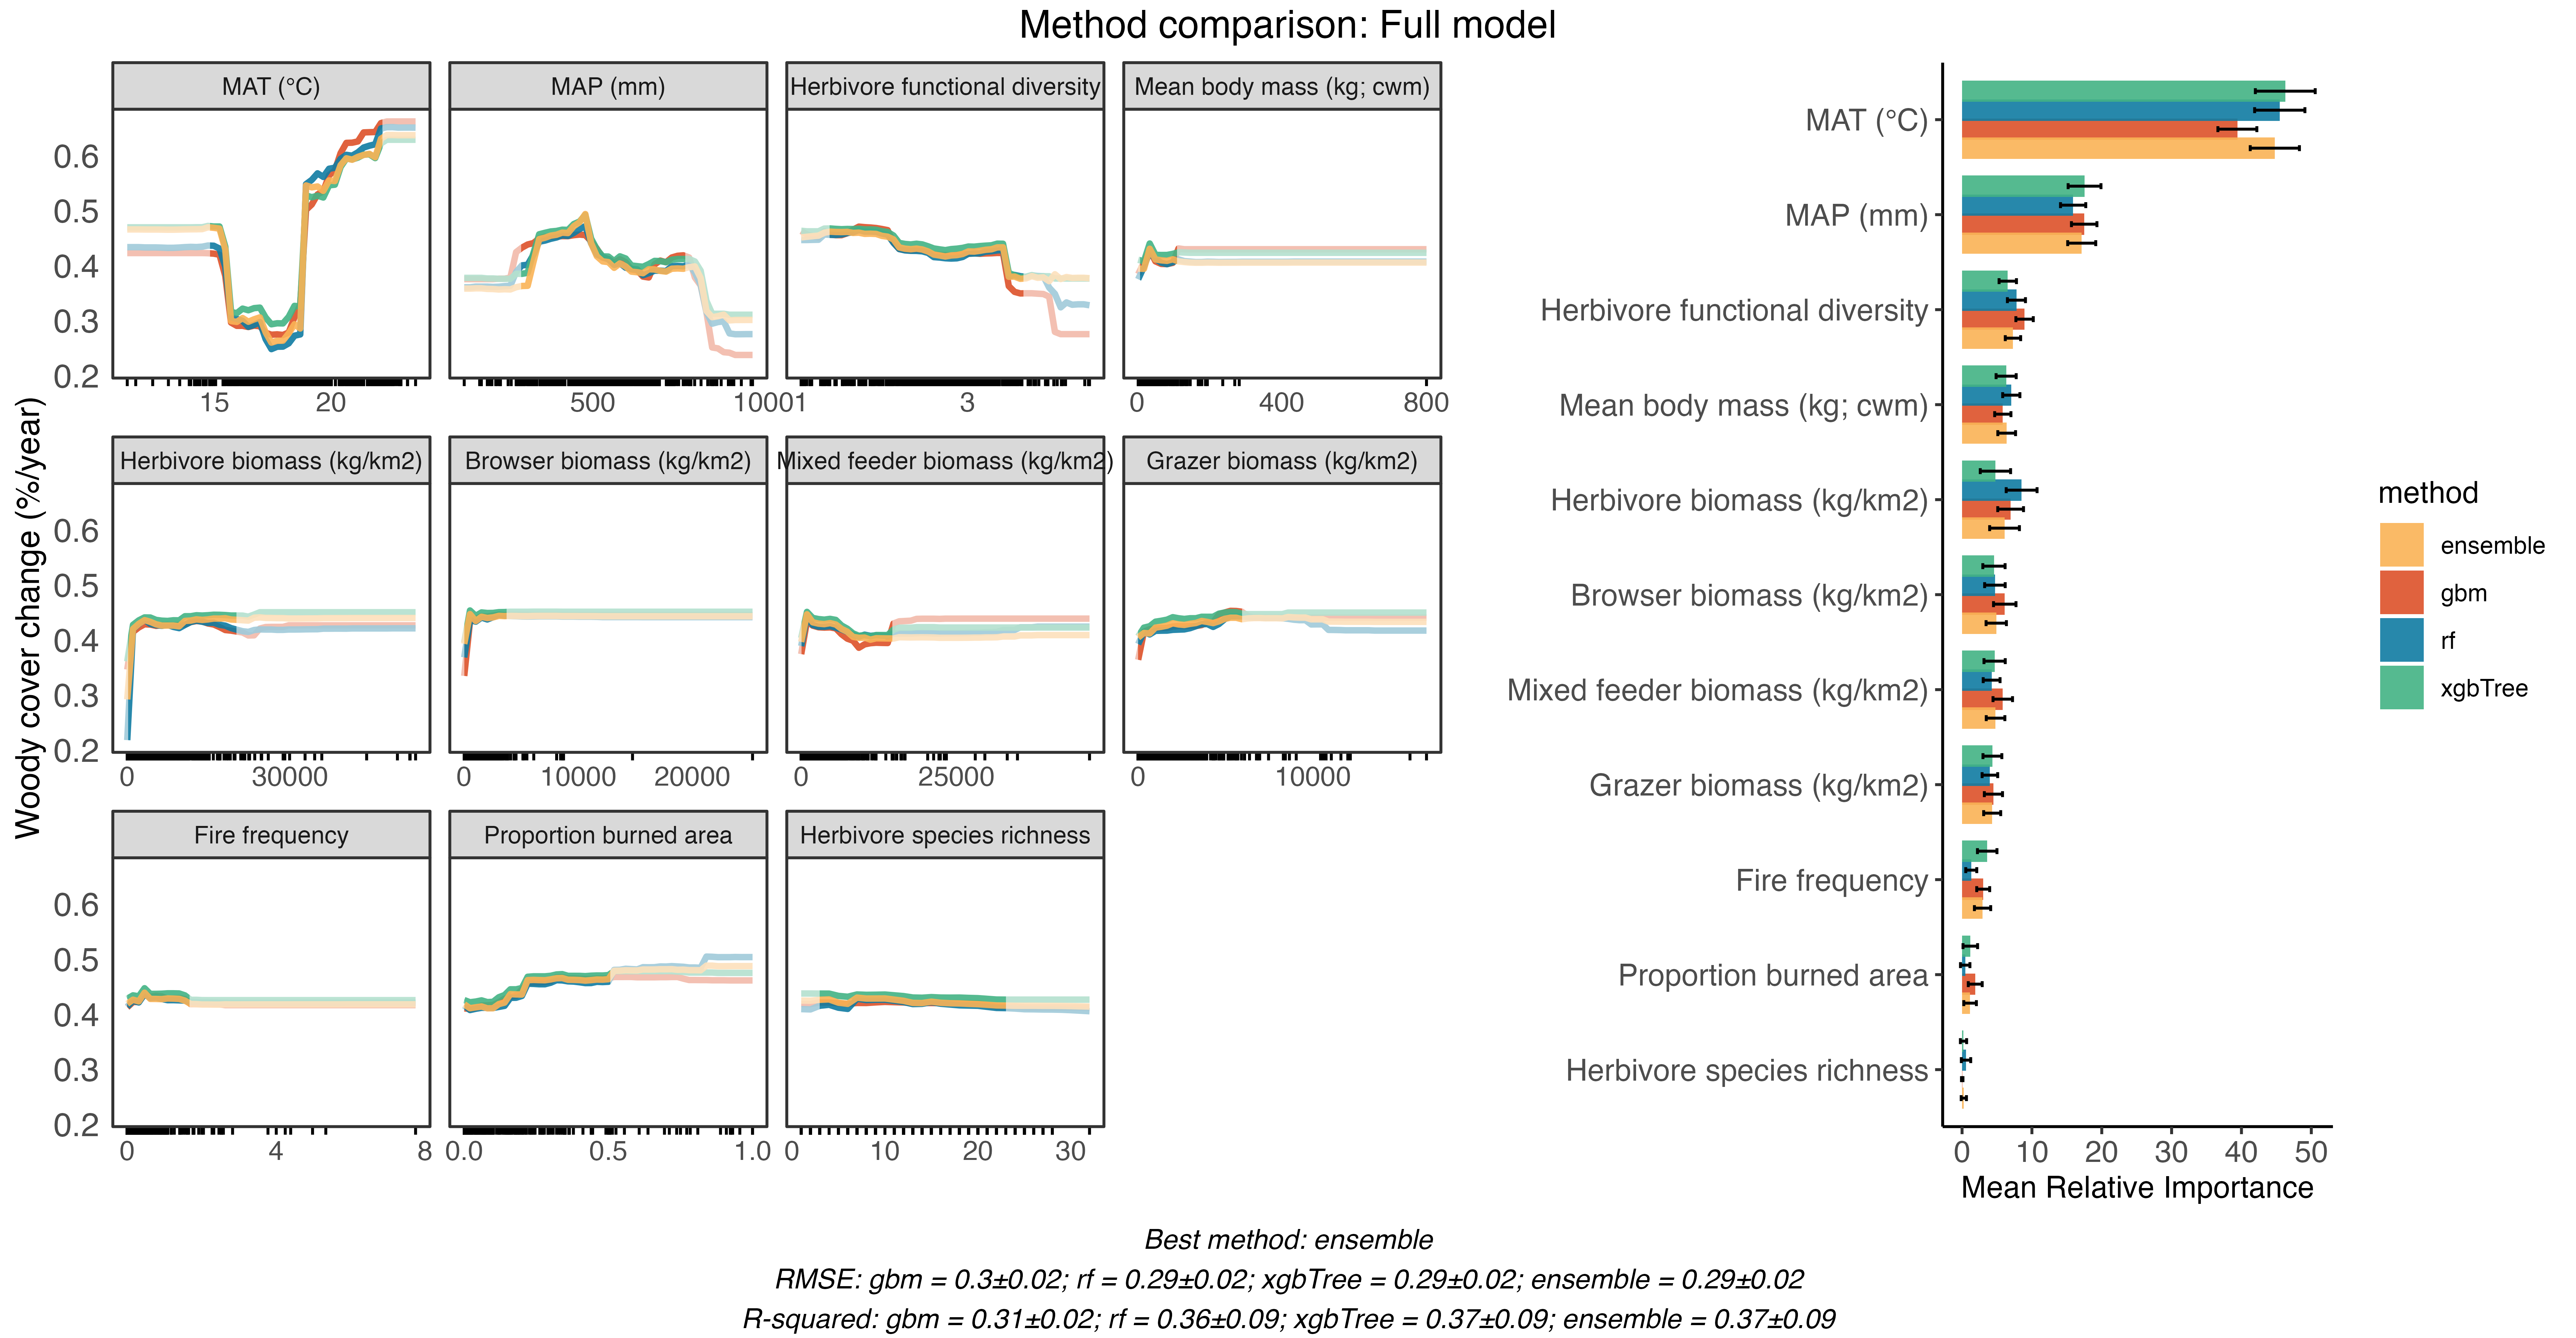 Method comparison: Full model
MAT (°C)
MAP (mm)
Herbivore functional diversity
Mean body mass (kg; cwm)
0.6
0.5
0.4
0.3
0.2
15
20
500
1000
1
3
0
400
800
Woody cover change (%/year)
Herbivore biomass (kg/km2)
Browser biomass (kg/km2)
Mixed feeder biomass (kg/km2)
Grazer biomass (kg/km2)
0.6
0.5
0.4
0.3
0.2
0
30000
0
10000
20000
0
25000
0
10000
Fire frequency
Proportion burned area
Herbivore species richness
0.6
0.5
0.4
0.3
0.2
0
4
8
0.0
0.5
1.0
0
10
20
30
MAT (°C)
MAP (mm)
Herbivore functional diversity
Mean body mass (kg; cwm)
Herbivore biomass (kg/km2)
Browser biomass (kg/km2)
Mixed feeder biomass (kg/km2)
Grazer biomass (kg/km2)
Fire frequency
Proportion burned area
Herbivore species richness
0
10
20
30
40
50
Mean Relative Importance
method
ensemble
gbm
rf
xgbTree
Best method: ensemble
RMSE: gbm = 0.3±0.02; rf = 0.29±0.02; xgbTree = 0.29±0.02; ensemble = 0.29±0.02
R-squared: gbm = 0.31±0.02; rf = 0.36±0.09; xgbTree = 0.37±0.09; ensemble = 0.37±0.09